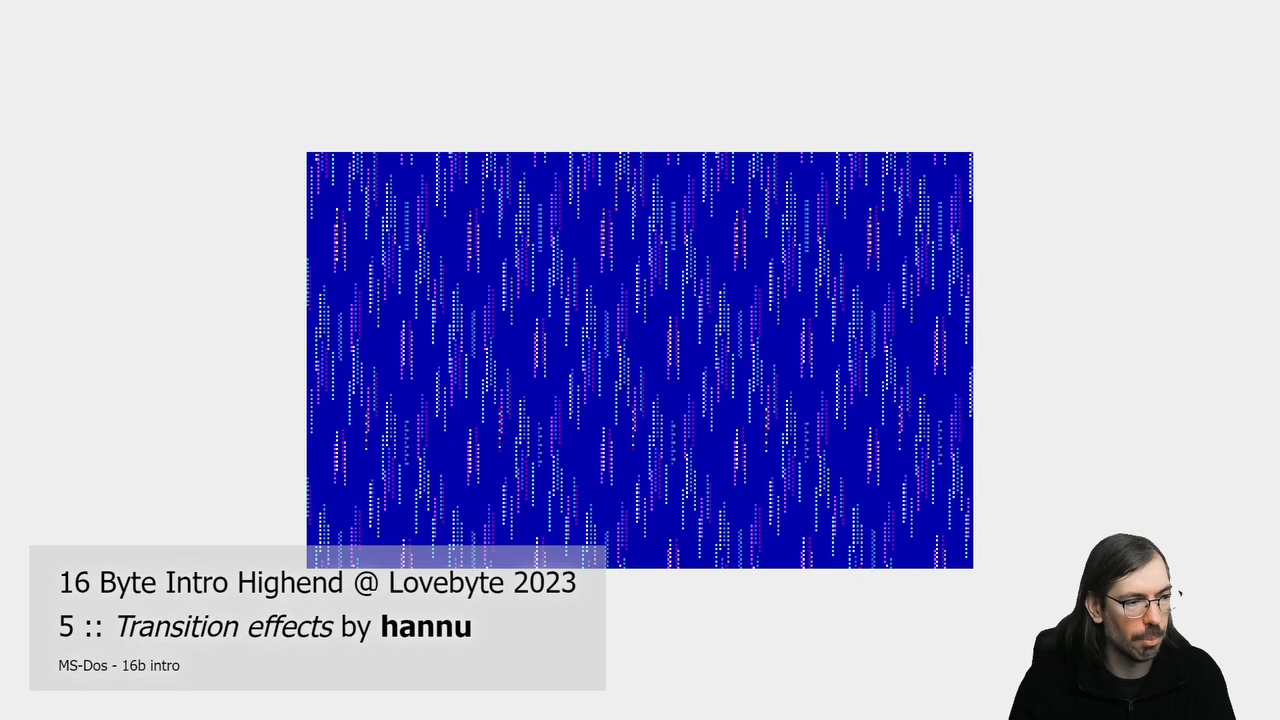 16 Byte Intro Highend @ Lovebyte 2023
5 :: Transition effects by hannu
MS-Dos - 16b intro